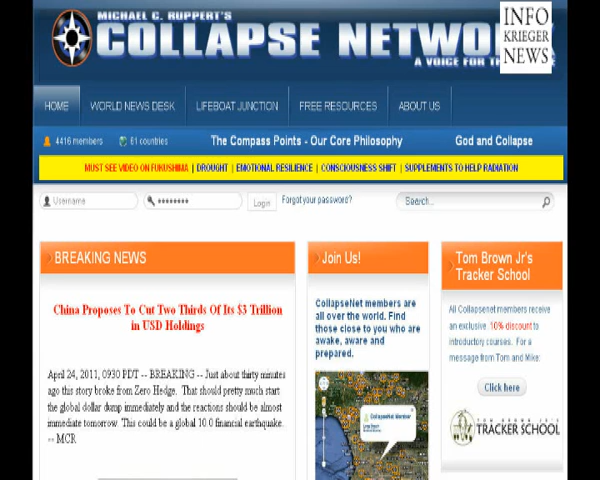 MICHAEL C. RUPPERT'S
COLLAPSE NETWO
A VOICE FOR TH
INFO
KRIEGER
NEWS
HOME
WORLD NEWS DESK
LIFEBOAT JUNCTION
FREE RESOURCES
ABOUT US
4416 members
61 countries
The Compass Points - Our Core Philosophy
God and Collapse
MUST SEE VIDEO ON FUKUSHIMA | DROUGHT | EMOTIONAL RESILIENCE | CONSCIOUSNESS SHIFT | SUPPLEMENTS TO HELP RADIATION
Username
••••••••
Login
Forgot your password?
Search...
BREAKING NEWS
China Proposes To Cut Two Thirds Of Its $3 Trillion
in USD Holdings
April 24, 2011, 0930 PDT -- BREAKING -- Just about thirty minutes
ago this story broke from Zero Hedge. That should pretty much start
the global dollar dump immediately and the reactions should be almost
immediate tomorrow. This could be a global 10.0 financial earthquake.
-- MCR
Join Us!
CollapseNet members are
all over the world. Find
those close to you who are
awake, aware and
prepared.
CollapseNet Member
Tom Brown Jr's
Tracker School
All Collapsenet members receive
an exclusive 10% discount to
introductory courses. For a
message from Tom and Mike:
Click here
TOM BROWN JR'S
TRACKER SCHOOL